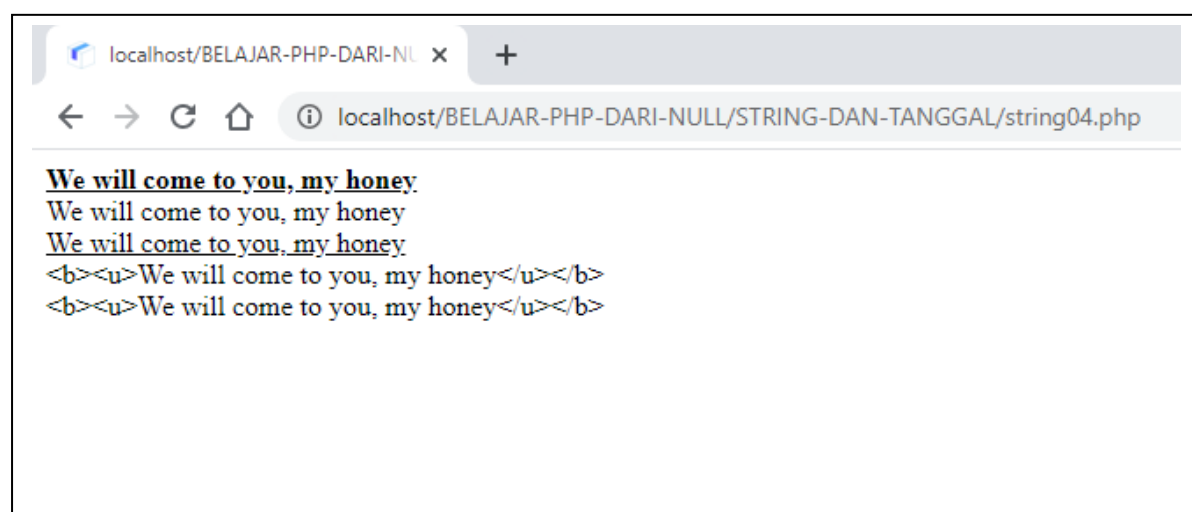 localhost/BELAJAR-PHP-DARI-NU
localhost/BELAJAR-PHP-DARI-NULL/STRING-DAN-TANGGAL/string04.php
We will come to you, my honey
We will come to you, my honey
We will come to you, my honey
<b><u>We will come to you, my honey</u></b>
<b><u>We will come to you, my honey</u></b>